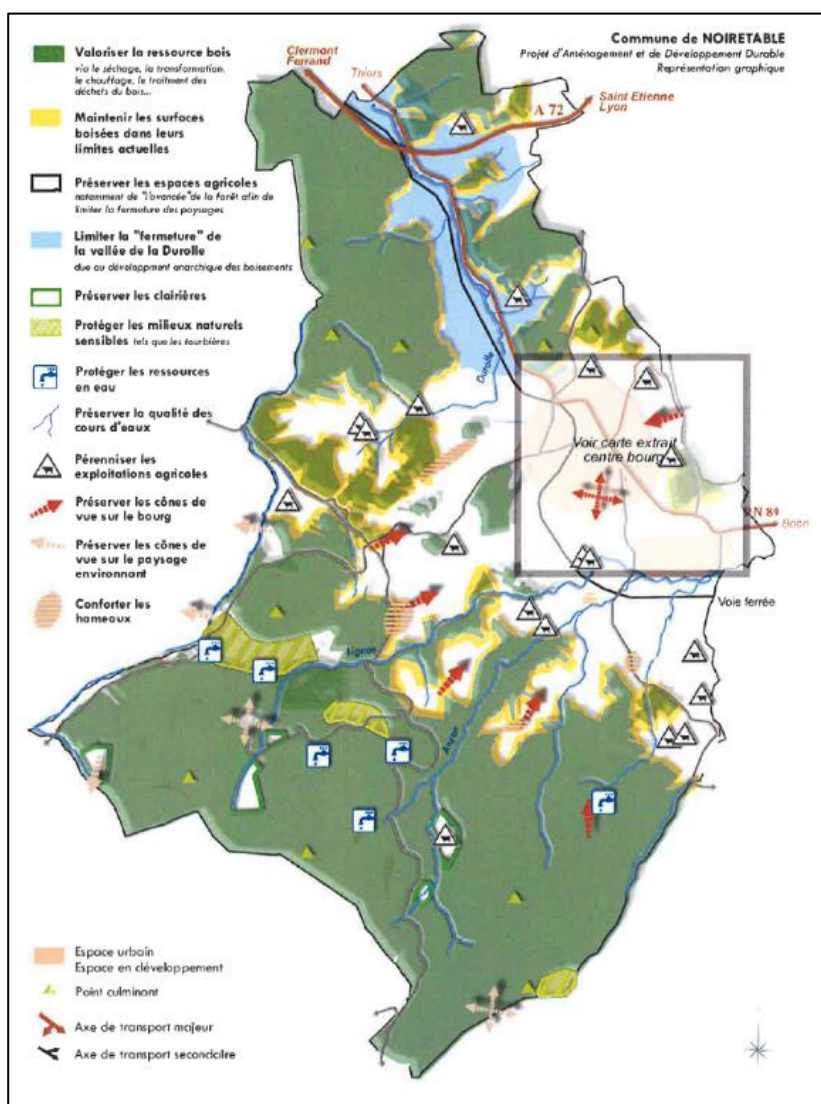 Commune de NOIRETABLE
Projet d'Aménagement et de Développement Durable
Représentation graphique
Valoriser la ressource bois
via le séchage, la transformation,
le chauffage, le traitment des
déchets du bois...
Maintenir les surfaces
boisées dans leurs
limites actuelles
Préserver les espaces agricoles
notamment de "l'avancée" de la forêt afin de
limiter la fermeture des paysages
Limiter la "fermeture" de
la vallée de la Durolle
due au développment anarchique des boisements
Préserver les clairières
Protéger les milieux naturels
sensibles tels que les tourbières
Protéger les ressources
en eau
Préserver la qualité des
cours d'eaux
Pérenniser les
exploitations agricoles
Préserver les cônes de
vue sur le bourg
Préserver les cônes de
vue sur le paysage
environnant
Conforter les
hameaux
Clermont
Ferrand
Thiers
A 72
Saint Etienne
Lyon
Durolle
Voir carte extrait
centre bourg
RN 89
Boën
Voie ferrée
Lignon
Anzon
Espace urbain
Espace en développement
Point culminant
Axe de transport majeur
Axe de transport secondaire